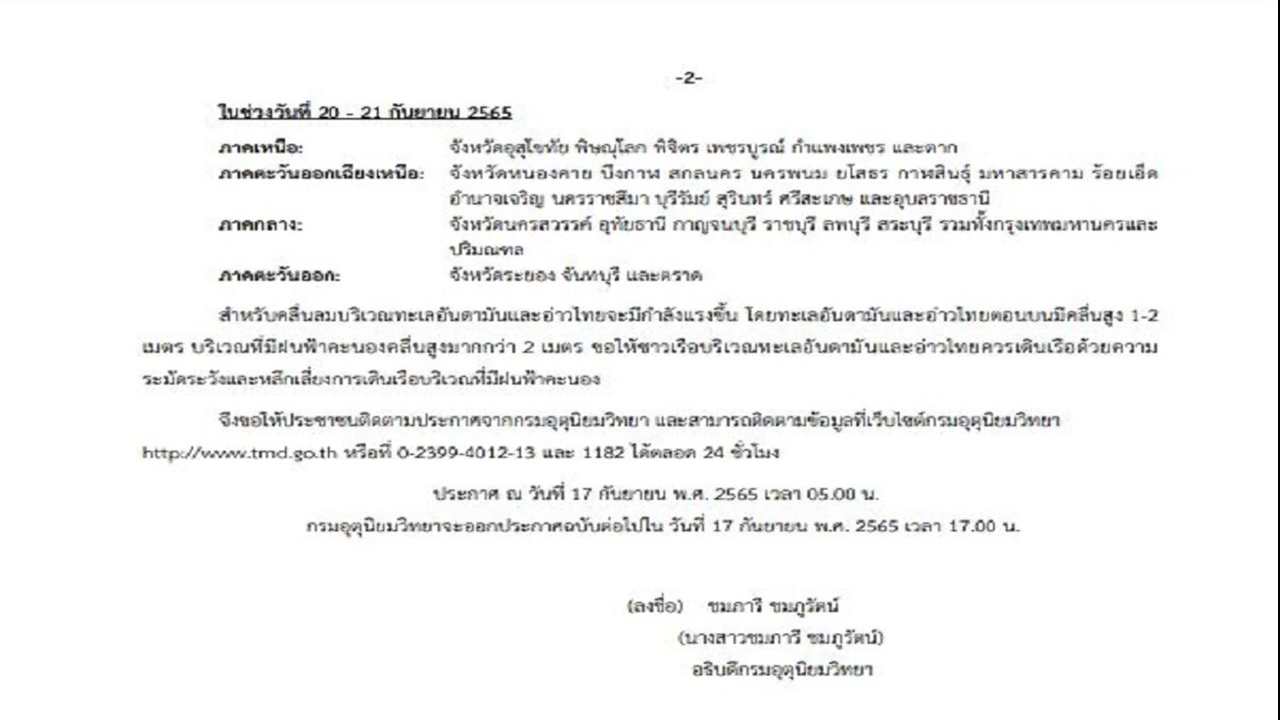 -2-
ในช่วงวันที่ 20 - 21 กันยายน 2565
ภาคเหนือ: จังหวัดอุสุโขทัย พิษณุโลก พิจิตร เพชรบูรณ์ กำแพงเพชร และตาก
ภาคตะวันออกเฉียงเหนือ: จังหวัดหนองคาย บึงกาฬ สกลนคร นครพนม ยโสธร กาฬสินธุ์ มหาสารคาม ร้อยเอ็ด
อำนาจเจริญ นครราชสีมา บุรีรัมย์ สุรินทร์ ศรีสะเกษ และอุบลราชธานี
ภาคกลาง: จังหวัดนครสวรรค์ อุทัยธานี กาญจนบุรี ราชบุรี ลพบุรี สระบุรี รวมทั้งกรุงเทพมหานครและ
ปริมณฑล
ภาคตะวันออก: จังหวัดระยอง จันทบุรี และตราด
สำหรับคลื่นลมบริเวณทะเลอันดามันและอ่าวไทยจะมีกำลังแรงขึ้น โดยทะเลอันดามันและอ่าวไทยตอนบนมีคลื่นสูง 1-2
เมตร บริเวณที่มีฝนฟ้าคะนองคลื่นสูงมากกว่า 2 เมตร ขอให้ชาวเรือบริเวณทะเลอันดามันและอ่าวไทยควรเดินเรือด้วยความ
ระมัดระวังและหลีกเลี่ยงการเดินเรือบริเวณที่มีฝนฟ้าคะนอง
จึงขอให้ประชาชนติดตามประกาศจากกรมอุตุนิยมวิทยา และสามารถติดตามข้อมูลที่เว็บไซต์กรมอุตุนิยมวิทยา
http://www.tmd.go.th หรือที่ 0-2399-4012-13 และ 1182 ได้ตลอด 24 ชั่วโมง
ประกาศ ณ วันที่ 17 กันยายน พ.ศ. 2565 เวลา 05.00 น.
กรมอุตุนิยมวิทยาจะออกประกาศฉบับต่อไปใน วันที่ 17 กันยายน พ.ศ. 2565 เวลา 17.00 น.
(ลงชื่อ) ชมภารี ชมภูรัตน์
(นางสาวชมภารี ชมภูรัตน์)
อธิบดีกรมอุตุนิยมวิทยา